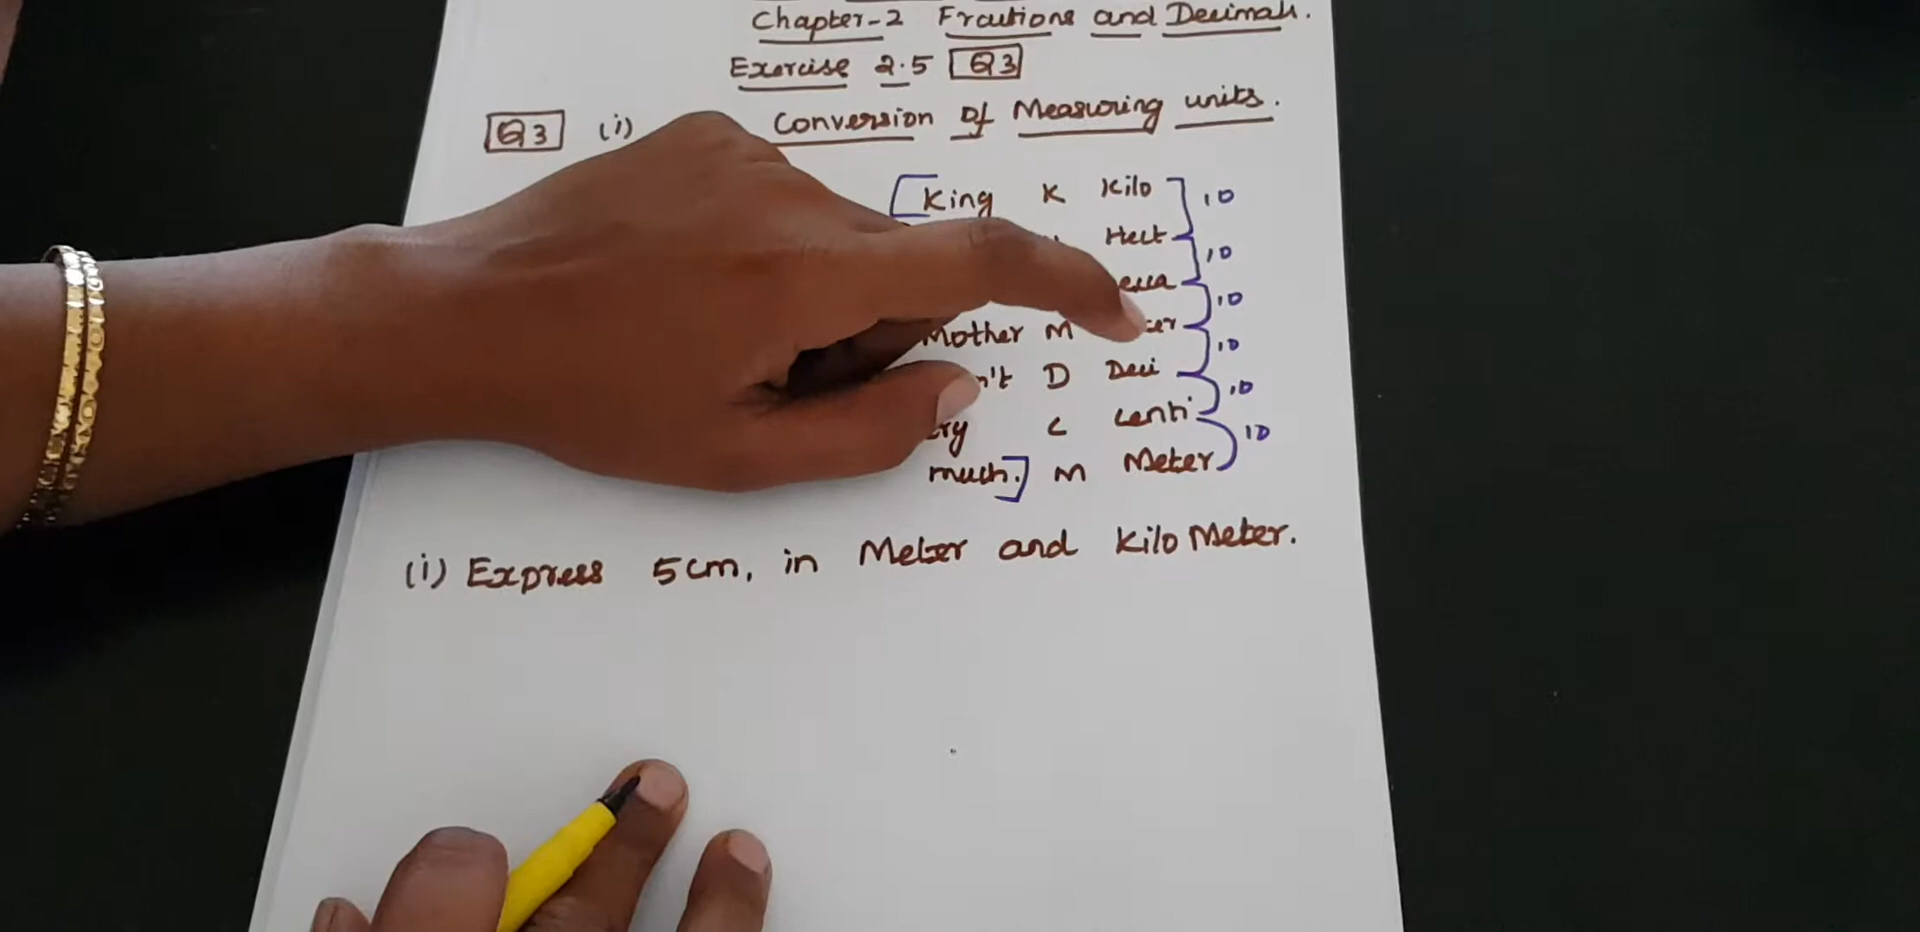 Chapter-2 Fractions and Decimals.
Exercise 2.5 Q3
Q3 (i) Conversion of Measuring units.
King K Kilo 10
Hect 10
10
Mother M 10
D Deci 10
C Centi 10
much. M Meter
(i) Express 5cm, in Meter and Kilo Meter.